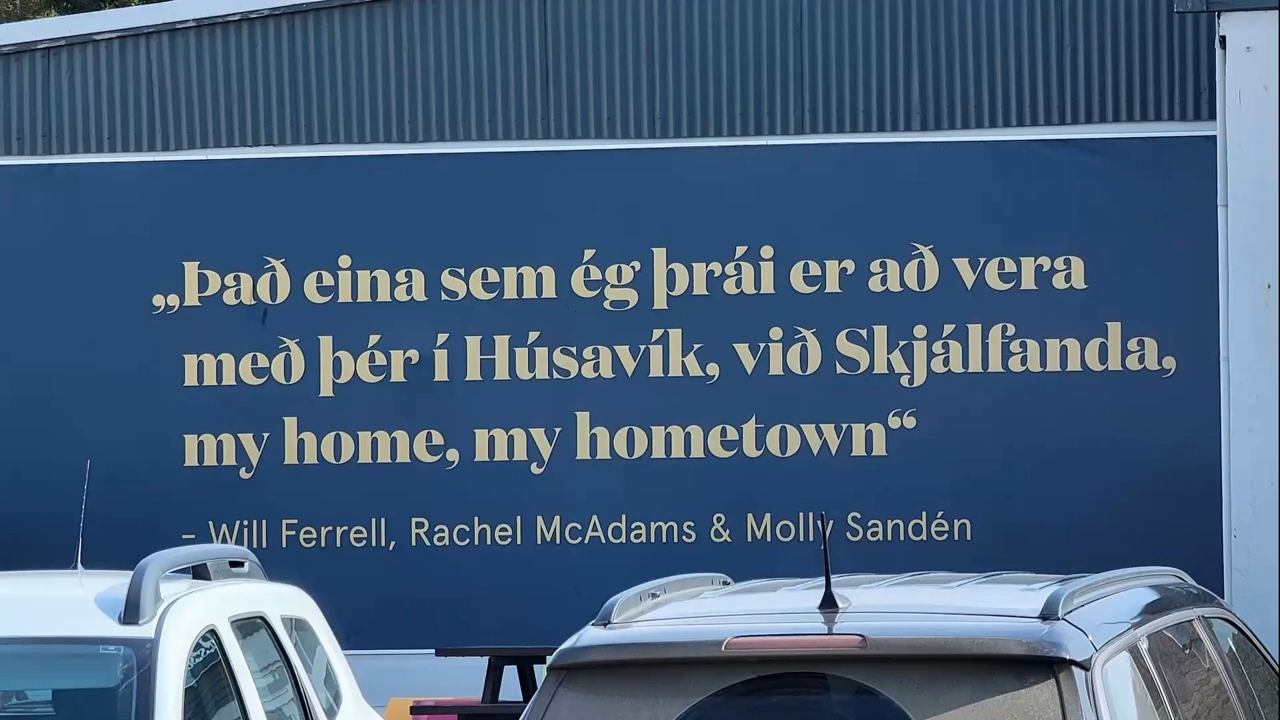 „Það eina sem ég þrái er að vera
með þér í Húsavík, við Skjálfanda,
my home, my hometown“
– Will Ferrell, Rachel McAdams & Molly Sandén